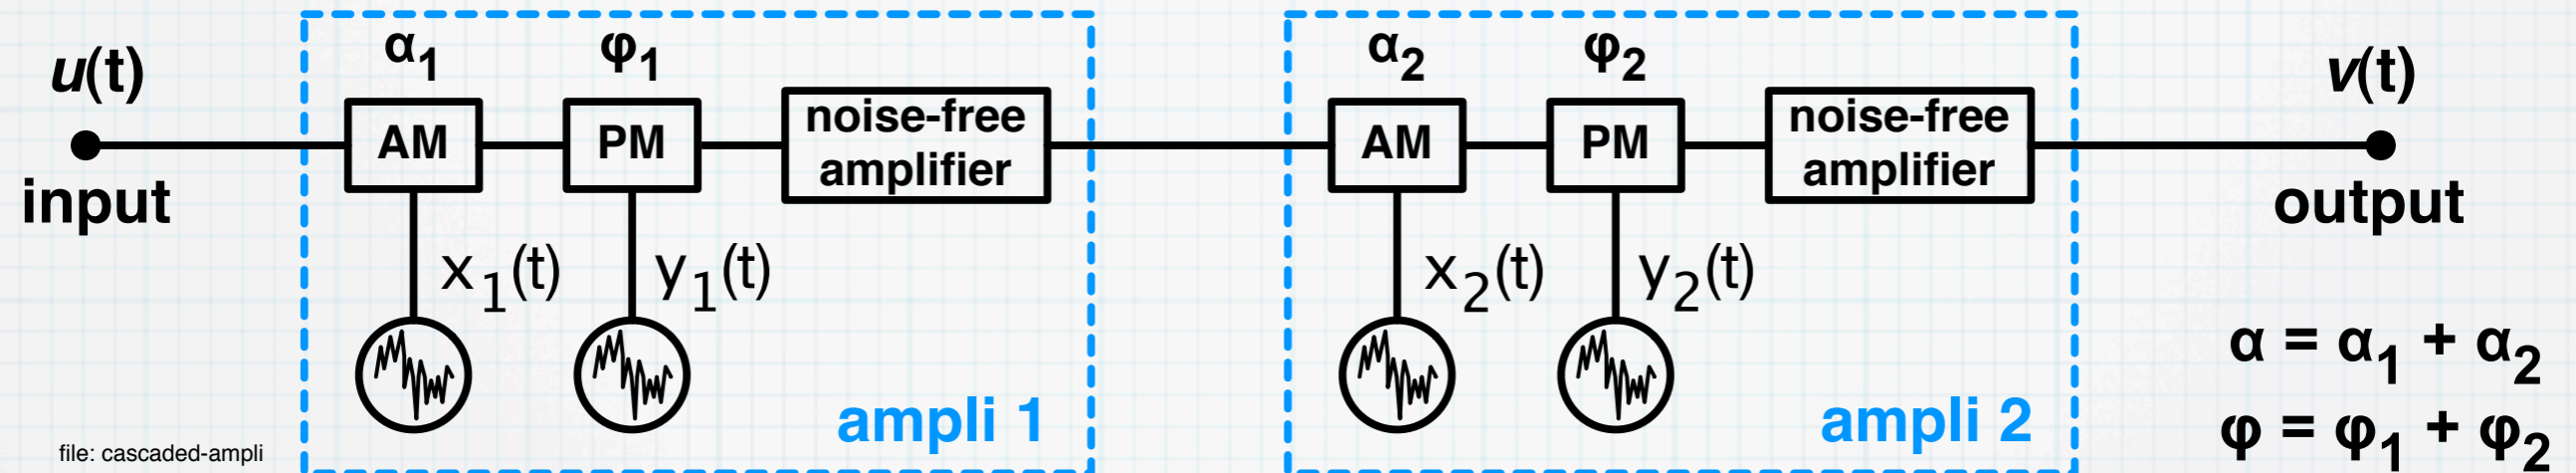 u(t)
input
α1
φ1
AM
PM
noise-free
amplifier
x1(t)
y1(t)
ampli 1
α2
φ2
AM
PM
noise-free
amplifier
x2(t)
y2(t)
ampli 2
v(t)
output
α = α1 + α2
φ = φ1 + φ2
file: cascaded-ampli